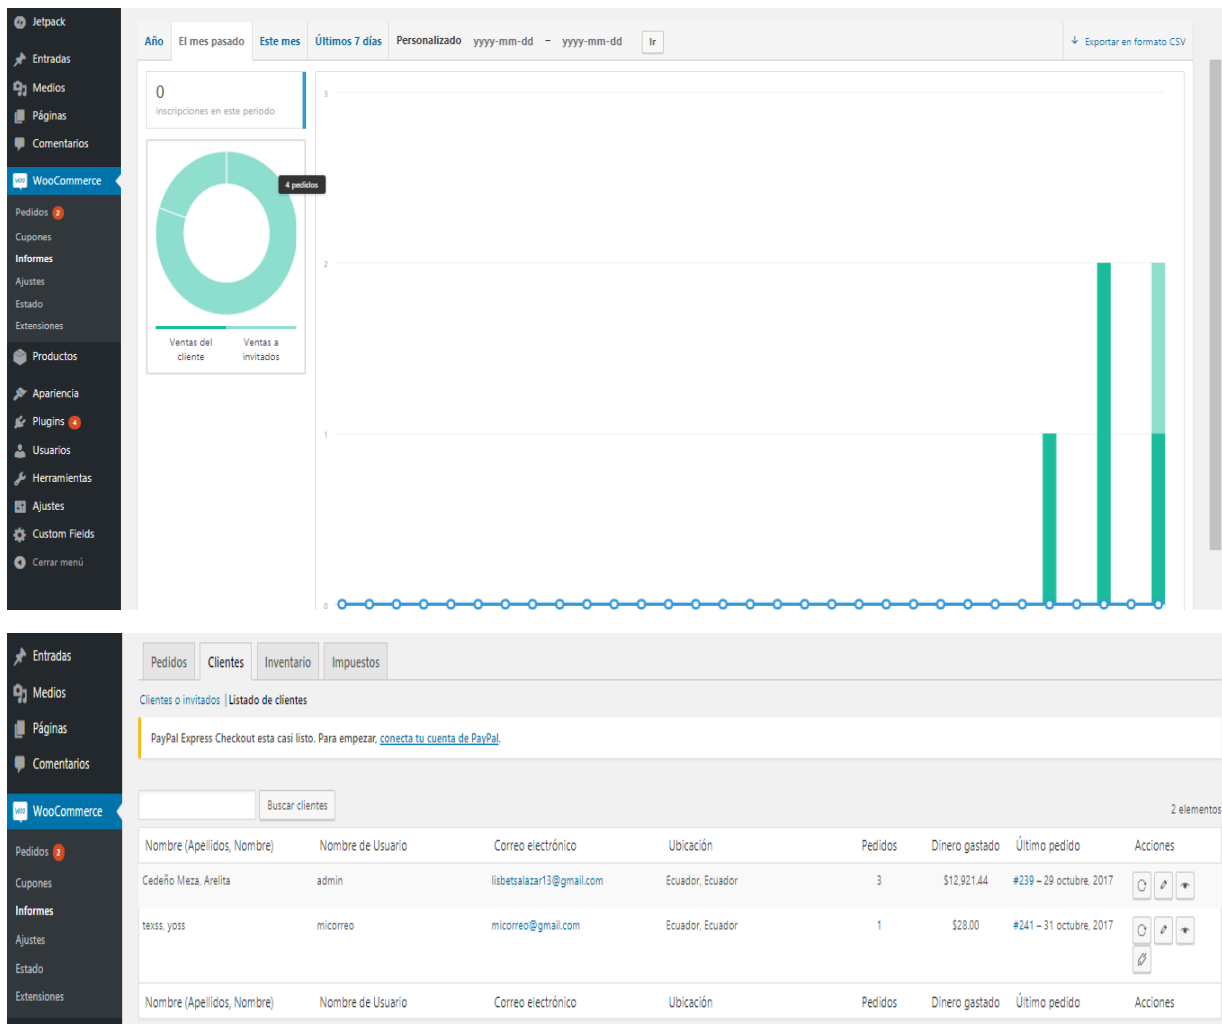 Jetpack
Entradas
Medios
Páginas
Comentarios
WooCommerce
Pedidos 2
Cupones
Informes
Ajustes
Estado
Extensiones
Productos
Apariencia
Plugins 4
Usuarios
Herramientas
Ajustes
Custom Fields
Cerrar menú
Año El mes pasado Este mes Últimos 7 días Personalizado yyyy-mm-dd – yyyy-mm-dd Ir Exportar en formato CSV
0
inscripciones en este periodo
4 pedidos
Ventas del cliente
Ventas a invitados
3
2
1
0
Entradas
Medios
Páginas
Comentarios
WooCommerce
Pedidos 2
Cupones
Informes
Ajustes
Estado
Extensiones
Pedidos Clientes Inventario Impuestos
Clientes o invitados | Listado de clientes
PayPal Express Checkout esta casi listo. Para empezar, conecta tu cuenta de PayPal.
Buscar clientes
2 elementos
Nombre (Apellidos, Nombre) Nombre de Usuario Correo electrónico Ubicación Pedidos Dinero gastado Último pedido Acciones
Cedeño Meza, Arelita admin lisbetsalazar13@gmail.com Ecuador, Ecuador 3 $12,921.44 #239 – 29 octubre, 2017
texss, yoss micorreo micorreo@gmail.com Ecuador, Ecuador 1 $28.00 #241 – 31 octubre, 2017
Nombre (Apellidos, Nombre) Nombre de Usuario Correo electrónico Ubicación Pedidos Dinero gastado Último pedido Acciones